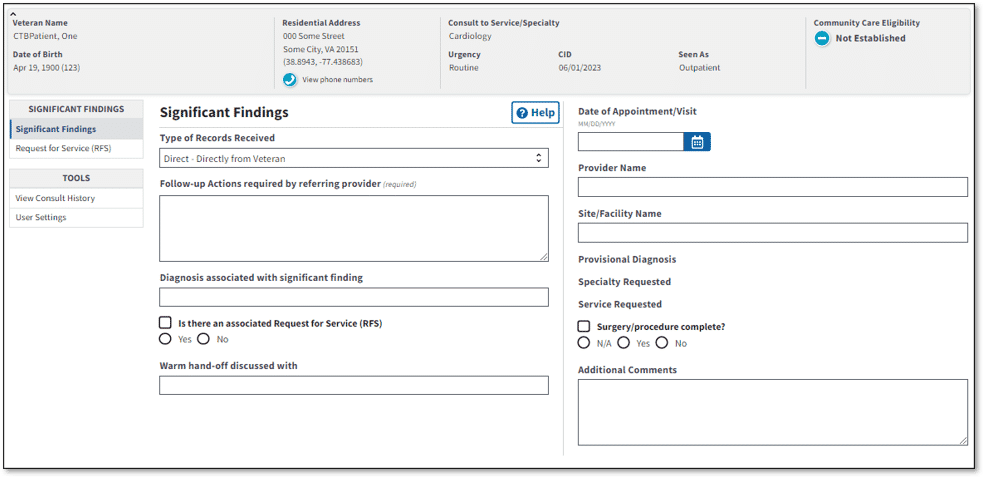 Veteran Name
CTBPatient, One
Date of Birth
Apr 19, 1900 (123)
Residential Address
000 Some Street
Some City, VA 20151
(38.8943, -77.438683)
View phone numbers
Consult to Service/Specialty
Cardiology
Urgency
Routine
CID
06/01/2023
Seen As
Outpatient
Community Care Eligibility
Not Established
SIGNIFICANT FINDINGS
Significant Findings
Request for Service (RFS)
TOOLS
View Consult History
User Settings
Significant Findings
Help
Type of Records Received
Direct - Directly from Veteran
Follow-up Actions required by referring provider (required)
Diagnosis associated with significant finding
Is there an associated Request for Service (RFS)
Yes No
Warm hand-off discussed with
Date of Appointment/Visit
MM/DD/YYYY
Provider Name
Site/Facility Name
Provisional Diagnosis
Specialty Requested
Service Requested
Surgery/procedure complete?
N/A Yes No
Additional Comments